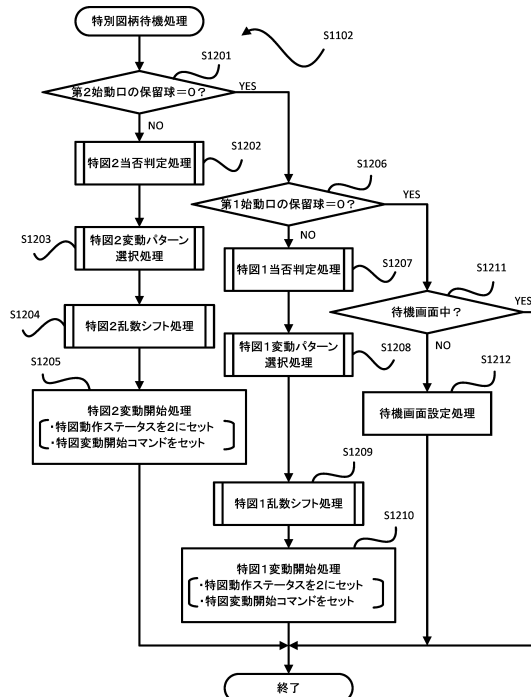 特別図柄待機処理
S1102
S1201
第2始動口の保留球=0?
YES
NO
S1202
特図2当否判定処理
S1206
第1始動口の保留球=0?
YES
NO
S1203
特図2変動パターン
選択処理
S1207
特図1当否判定処理
S1211
待機画面中?
YES
NO
S1204
特図2乱数シフト処理
S1208
特図1変動パターン
選択処理
S1205
特図2変動開始処理
・特図動作ステータスを2にセット
・特図変動開始コマンドをセット
S1212
待機画面設定処理
S1209
特図1乱数シフト処理
S1210
特図1変動開始処理
・特図動作ステータスを2にセット
・特図変動開始コマンドをセット
終了